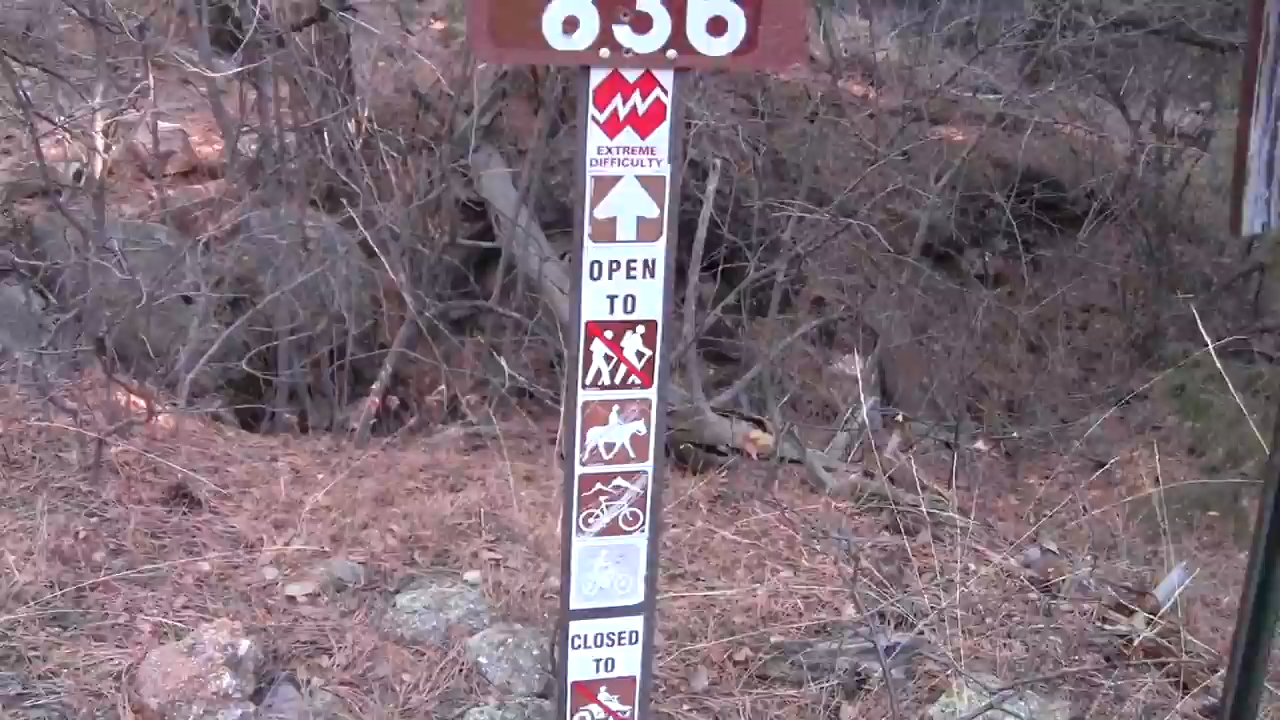 636
EXTREME
DIFFICULTY
OPEN
TO
CLOSED
TO